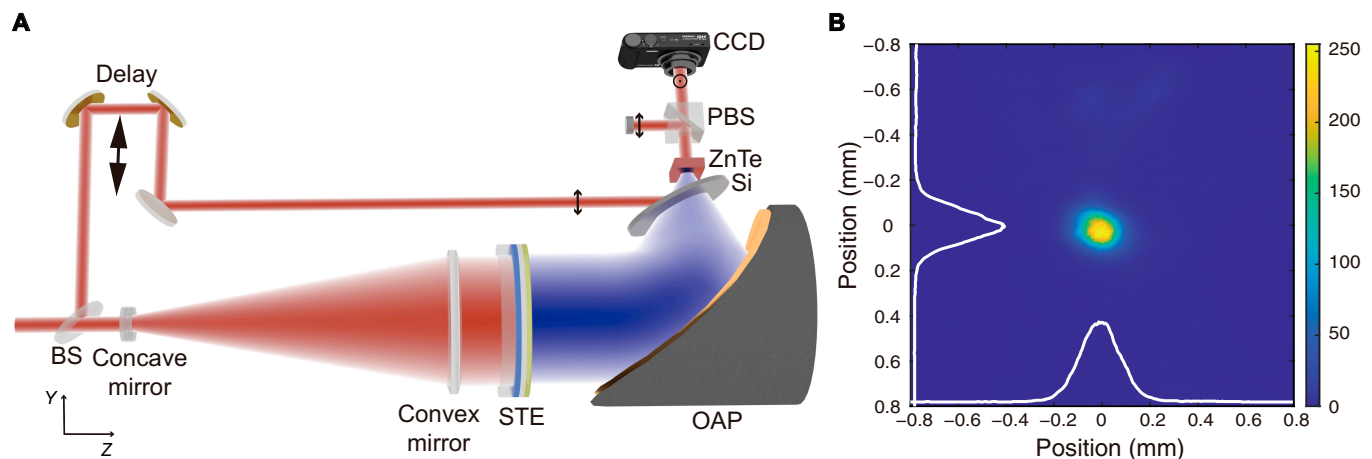 A
Delay
CCD
PBS
ZnTe
Si
BS
Concave
mirror
Convex
mirror
STE
OAP
Y
Z
B
Position (mm)
−0.8
−0.6
−0.4
−0.2
0
0.2
0.4
0.6
0.8
−0.8 −0.6 −0.4 −0.2 0 0.2 0.4 0.6 0.8
Position (mm)
250
200
150
100
50
0